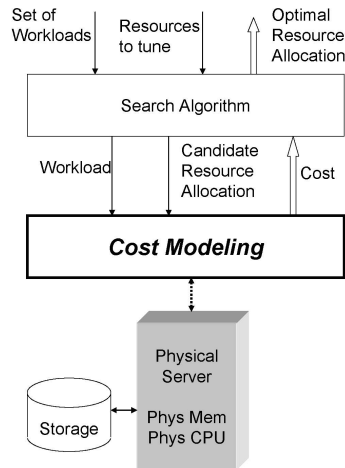 Set of
Workloads
Resources
to tune
Optimal
Resource
Allocation
Search Algorithm
Workload
Candidate
Resource
Allocation
Cost
Cost Modeling
Physical
Server
Phys Mem
Phys CPU
Storage